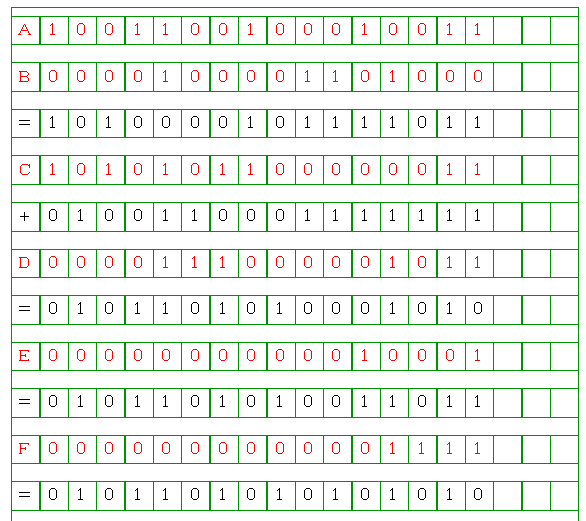 A 1 0 0 1 1 0 0 1 0 0 0 1 0 0 1 1
B 0 0 0 0 1 0 0 0 0 1 1 0 1 0 0 0
= 1 0 1 0 0 0 0 1 0 1 1 1 1 0 1 1
C 1 0 1 0 1 0 1 1 0 0 0 0 0 0 1 1
+ 0 1 0 0 1 1 0 0 0 1 1 1 1 1 1 1
D 0 0 0 0 1 1 1 0 0 0 0 0 1 0 1 1
= 0 1 0 1 1 0 1 0 1 0 0 0 1 0 1 0
E 0 0 0 0 0 0 0 0 0 0 0 1 0 0 0 1
= 0 1 0 1 1 0 1 0 1 0 0 1 1 0 1 1
F 0 0 0 0 0 0 0 0 0 0 0 0 1 1 1 1
= 0 1 0 1 1 0 1 0 1 0 1 0 1 0 1 0